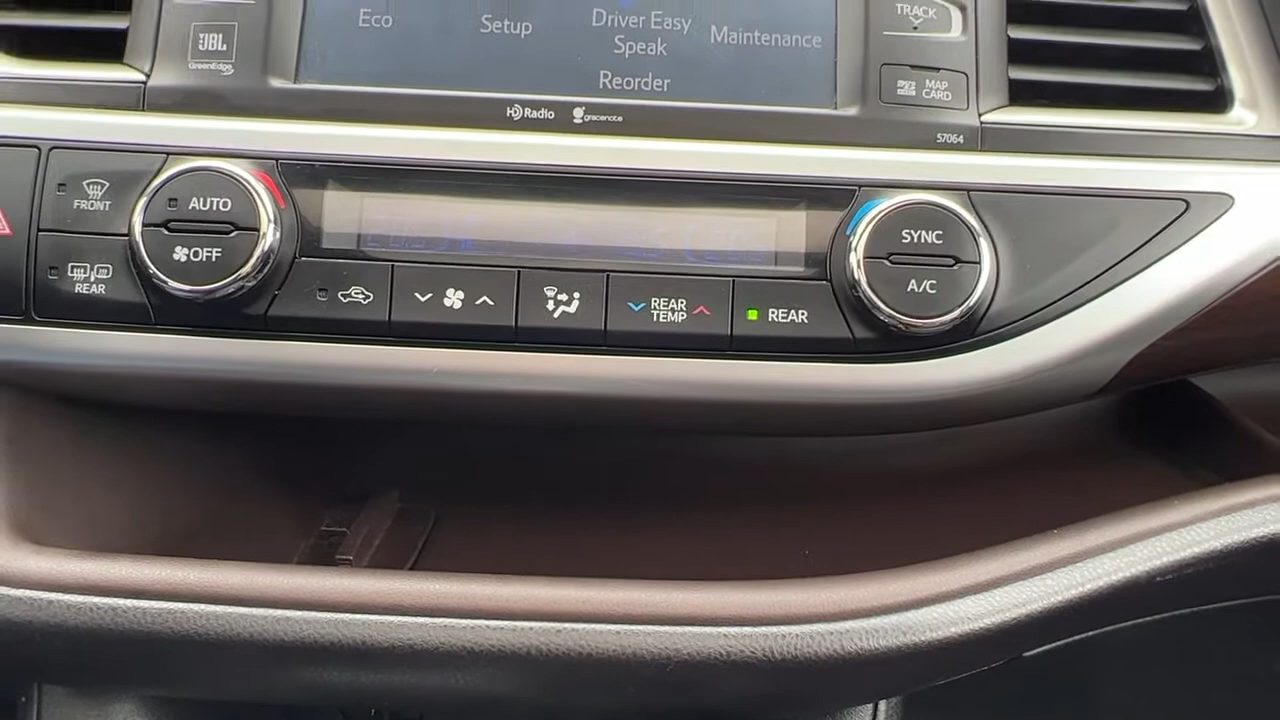 Eco
Setup
Driver Easy
Speak
Maintenance
Reorder
TRACK
JBL
GreenEdge
MAP
CARD
HD Radio
gracenote
57064
FRONT
AUTO
OFF
REAR
SYNC
A/C
REAR
TEMP
REAR